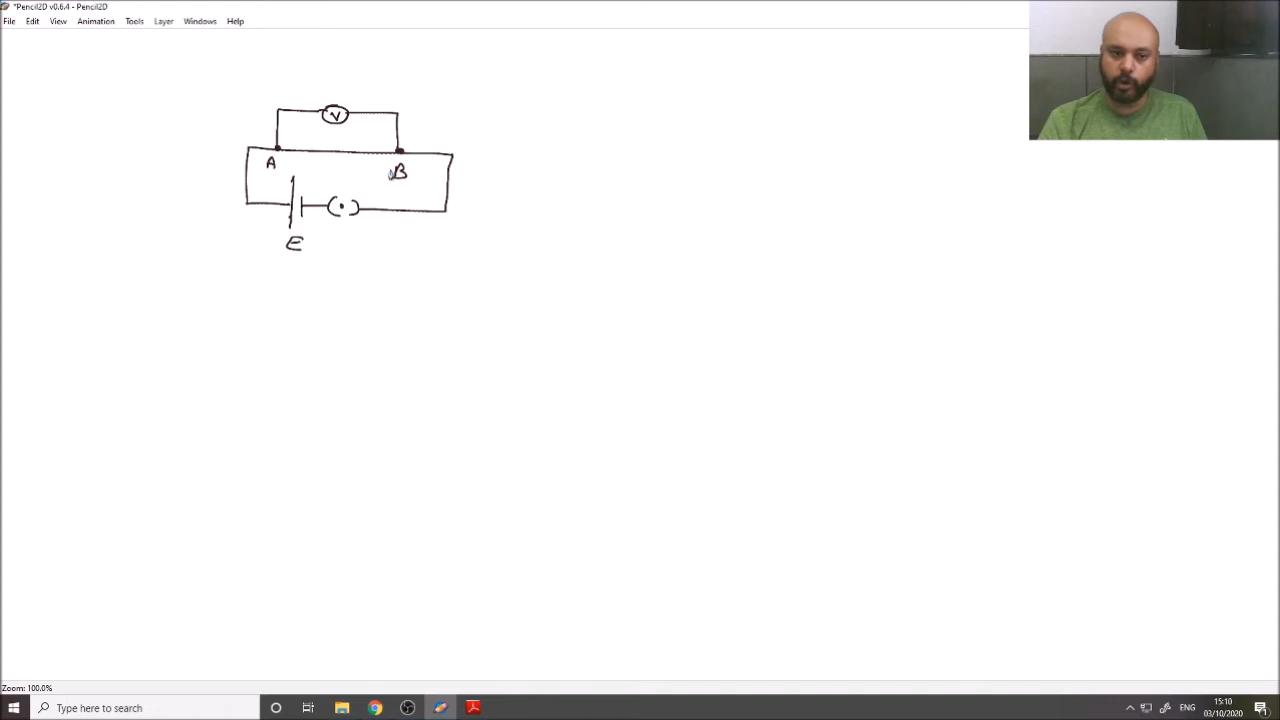 *Pencil2D v0.6.4 - Pencil2D
File Edit View Animation Tools Layer Windows Help
V
A
B
E
Zoom: 100.0%
Type here to search
ENG
15:10
03/10/2020